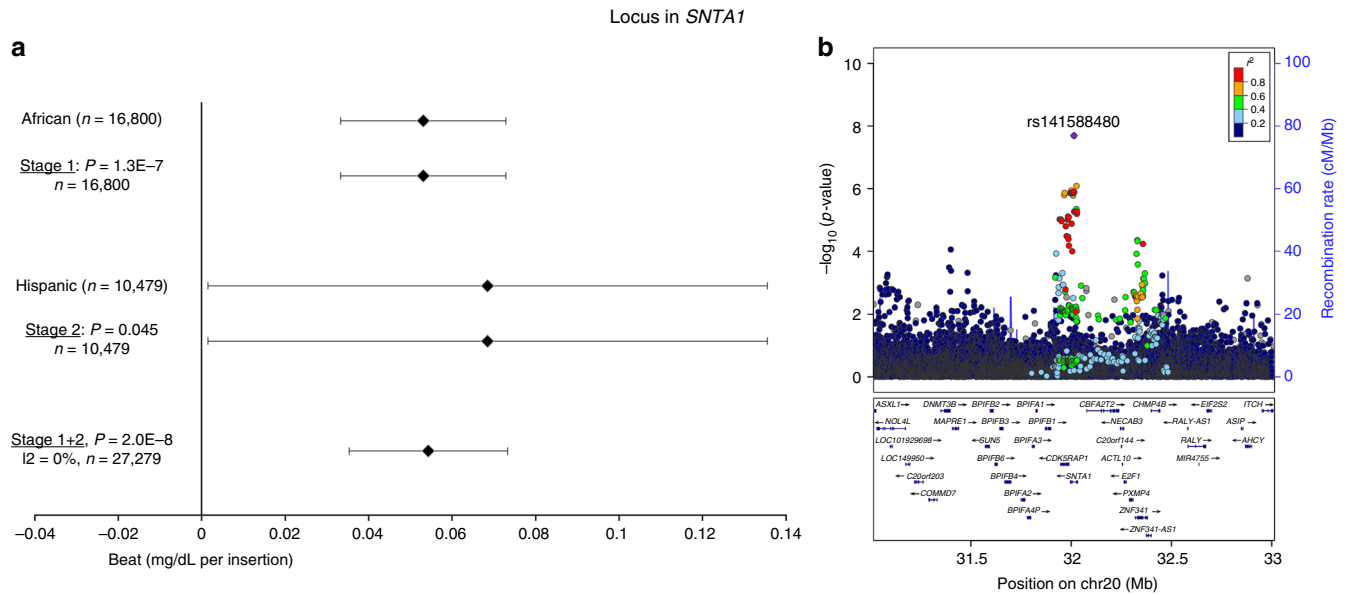 Locus in SNTA1
a
African (n = 16,800)
Stage 1: P = 1.3E–7
n = 16,800
Hispanic (n = 10,479)
Stage 2: P = 0.045
n = 10,479
Stage 1+2, P = 2.0E–8
I2 = 0%, n = 27,279
–0.04 –0.02 0 0.02 0.04 0.06 0.08 0.10 0.12 0.14
Beat (mg/dL per insertion)
b
10
8
6
4
2
0
–log10 (p-value)
rs141588480
r2
0.8
0.6
0.4
0.2
100
80
60
40
20
0
Recombination rate (cM/Mb)
ASXL1→ DNMT3B→ BPIFB2→ BPIFA1→ CBFA2T2→ CHMP4B→ ←EIF2S2 ITCH→
←NOL4L MAPRE1→ BPIFB3→ BPIFB1→ ←NECAB3 ←RALY-AS1 ASIP→
LOC101929698→ ←SUN5 BPIFA3→ C20orf144→ RALY→ ←AHCY
LOC149950→ BPIFB6→ ←CDK5RAP1 ACTL10→ MIR4755→
←C20orf203 BPIFB4→ ←SNTA1 ←E2F1
←COMMD7 BPIFA2→ ←PXMP4
BPIFA4P→ ZNF341→
←ZNF341-AS1
31.5 32 32.5 33
Position on chr20 (Mb)